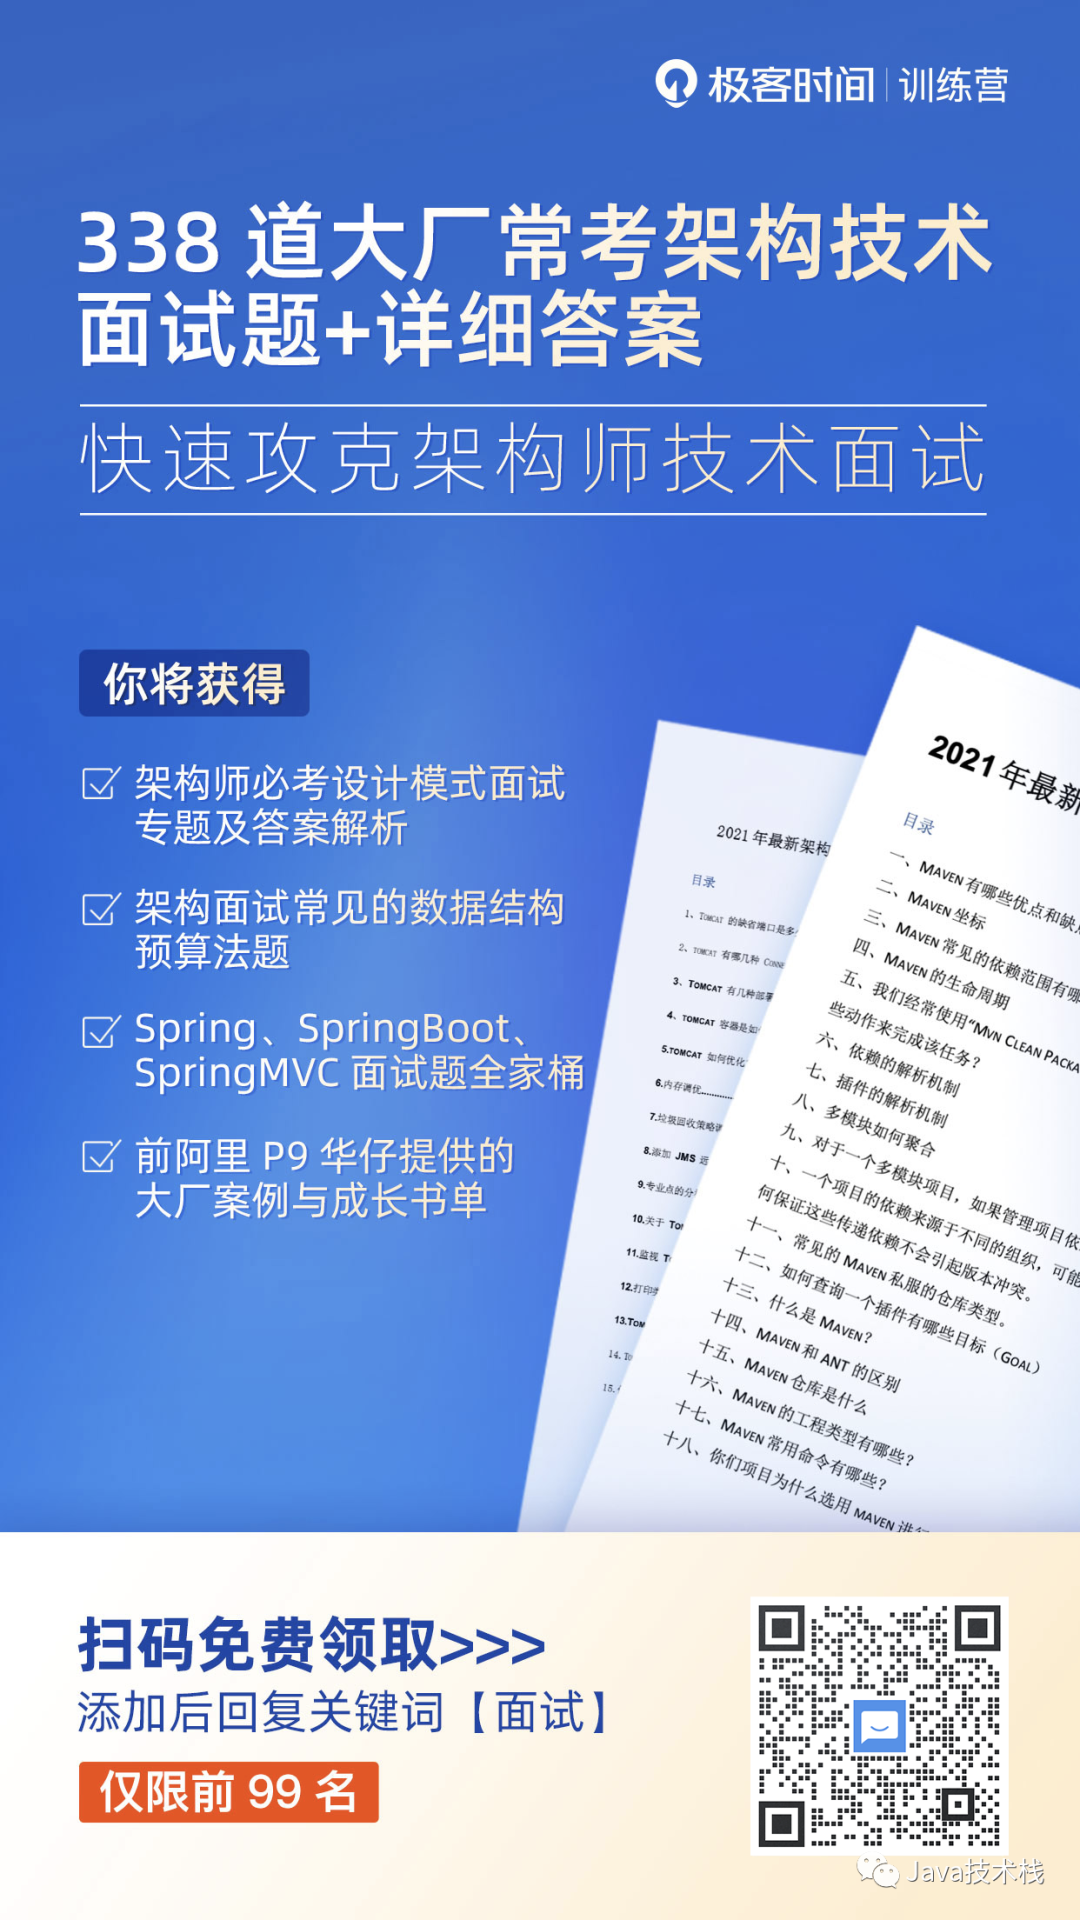 极客时间 | 训练营
338 道大厂常考架构技术
面试题+详细答案
快速攻克架构师技术面试
你将获得
架构师必考设计模式面试
专题及答案解析
架构面试常见的数据结构
预算法题
Spring、SpringBoot、
SpringMVC 面试题全家桶
前阿里 P9 华仔提供的
大厂案例与成长书单
2021 年最新架构
目录
1、TOMCAT 的缺省端口是多
2、TOMCAT 有哪几种
3、TOMCAT 有几种部署
4、TOMCAT 容器是如
5.TOMCAT 如何优化
6.内存调优
7.垃圾回收策略
8.添加 JMS 远
9.专业点的分
10.关于
11.监视
12.打印
2021 年最新
目录
一、MAVEN 有哪些优点和缺点
二、MAVEN 坐标
三、MAVEN 常见的依赖范围有哪
四、MAVEN 的生命周期
五、我们经常使用“MVN CLEAN PACKA
些动作来完成该任务?
六、依赖的解析机制
七、插件的解析机制
八、多模块如何聚合
九、对于一个多模块项目，如果管理项目依
十、一个项目的依赖来源于不同的组织，可能
何保证这些传递依赖不会引起版本冲突。
十一、常见的 MAVEN 私服的仓库类型。
十二、如何查询一个插件有哪些目标（GOAL）
十三、什么是 MAVEN?
十四、MAVEN 和 ANT 的区别
十五、MAVEN 仓库是什么
十六、MAVEN 的工程类型有哪些?
十七、MAVEN 常用命令有哪些?
十八、你们项目为什么选用 MAVEN 进行
扫码免费领取>>>
添加后回复关键词【面试】
仅限前 99 名
Java技术栈